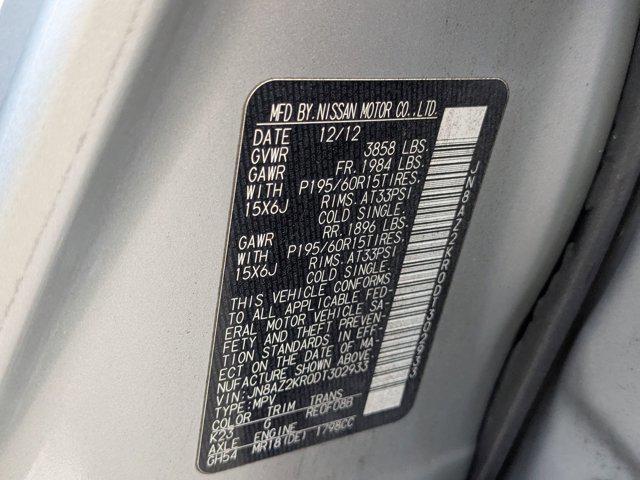 MFD BY.NISSAN MOTOR CO.,LTD.
DATE 12/12
GVWR 3858 LBS.
GAWR FR.1984 LBS.
WITH P195/60R15TIRES,
15X6J RIMS.AT33PSI
COLD SINGLE.
GAWR RR.1896 LBS.
WITH P195/60R15TIRES,
15X6J RIMS.AT33PSI
COLD SINGLE.
THIS VEHICLE CONFORMS
TO ALL APPLICABLE FED-
ERAL MOTOR VEHICLE SA-
FETY AND THEFT PREVEN-
TION STANDARDS IN EFF-
ECT ON THE DATE OF MA-
NUFACTURE SHOWN ABOVE.
VIN:JN8AZ2KR0DT302933
TYPE:MPV
COLOR TRIM TRANS
K23 G RE0F08B
AXLE ENGINE
GH54 MR18(DE) 1798CC
JN8AZ2KR0DT302933